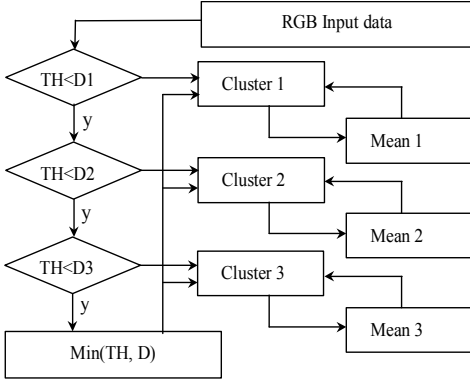 RGB Input data
TH<D1
Cluster 1
y
Mean 1
TH<D2
Cluster 2
y
Mean 2
TH<D3
Cluster 3
y
Mean 3
Min(TH, D)